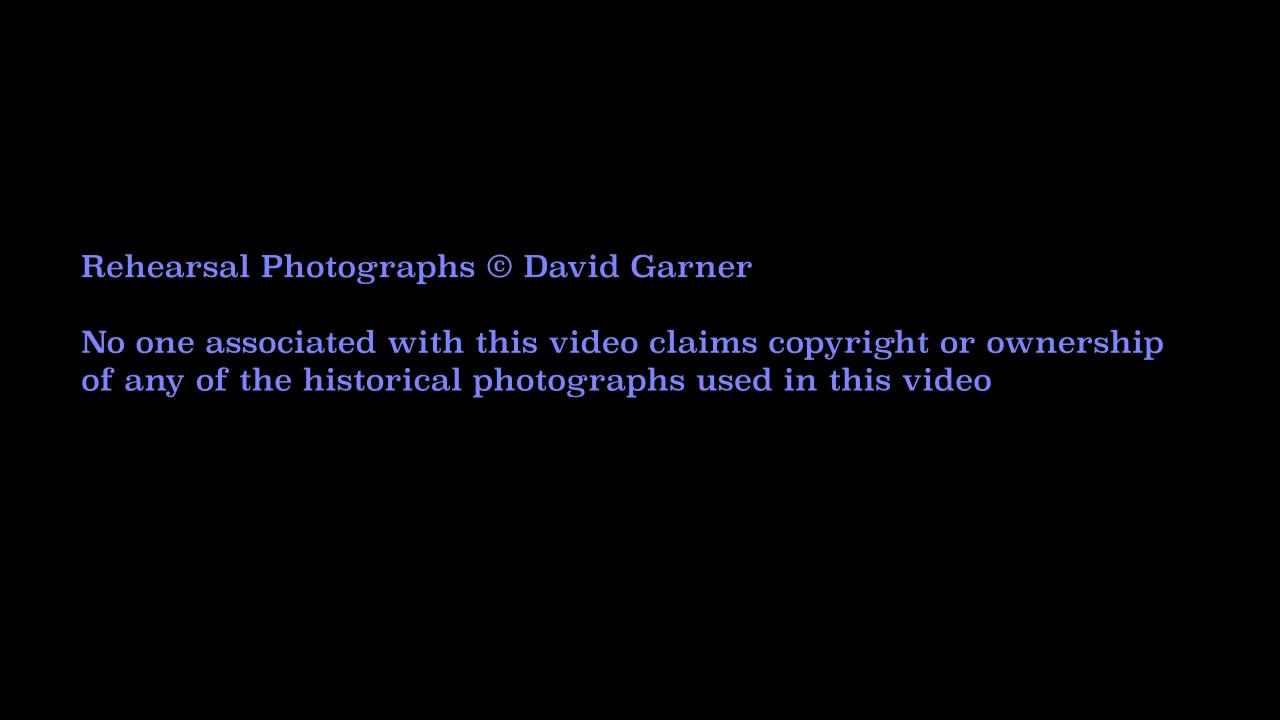 Rehearsal Photographs © David Garner
No one associated with this video claims copyright or ownership
of any of the historical photographs used in this video